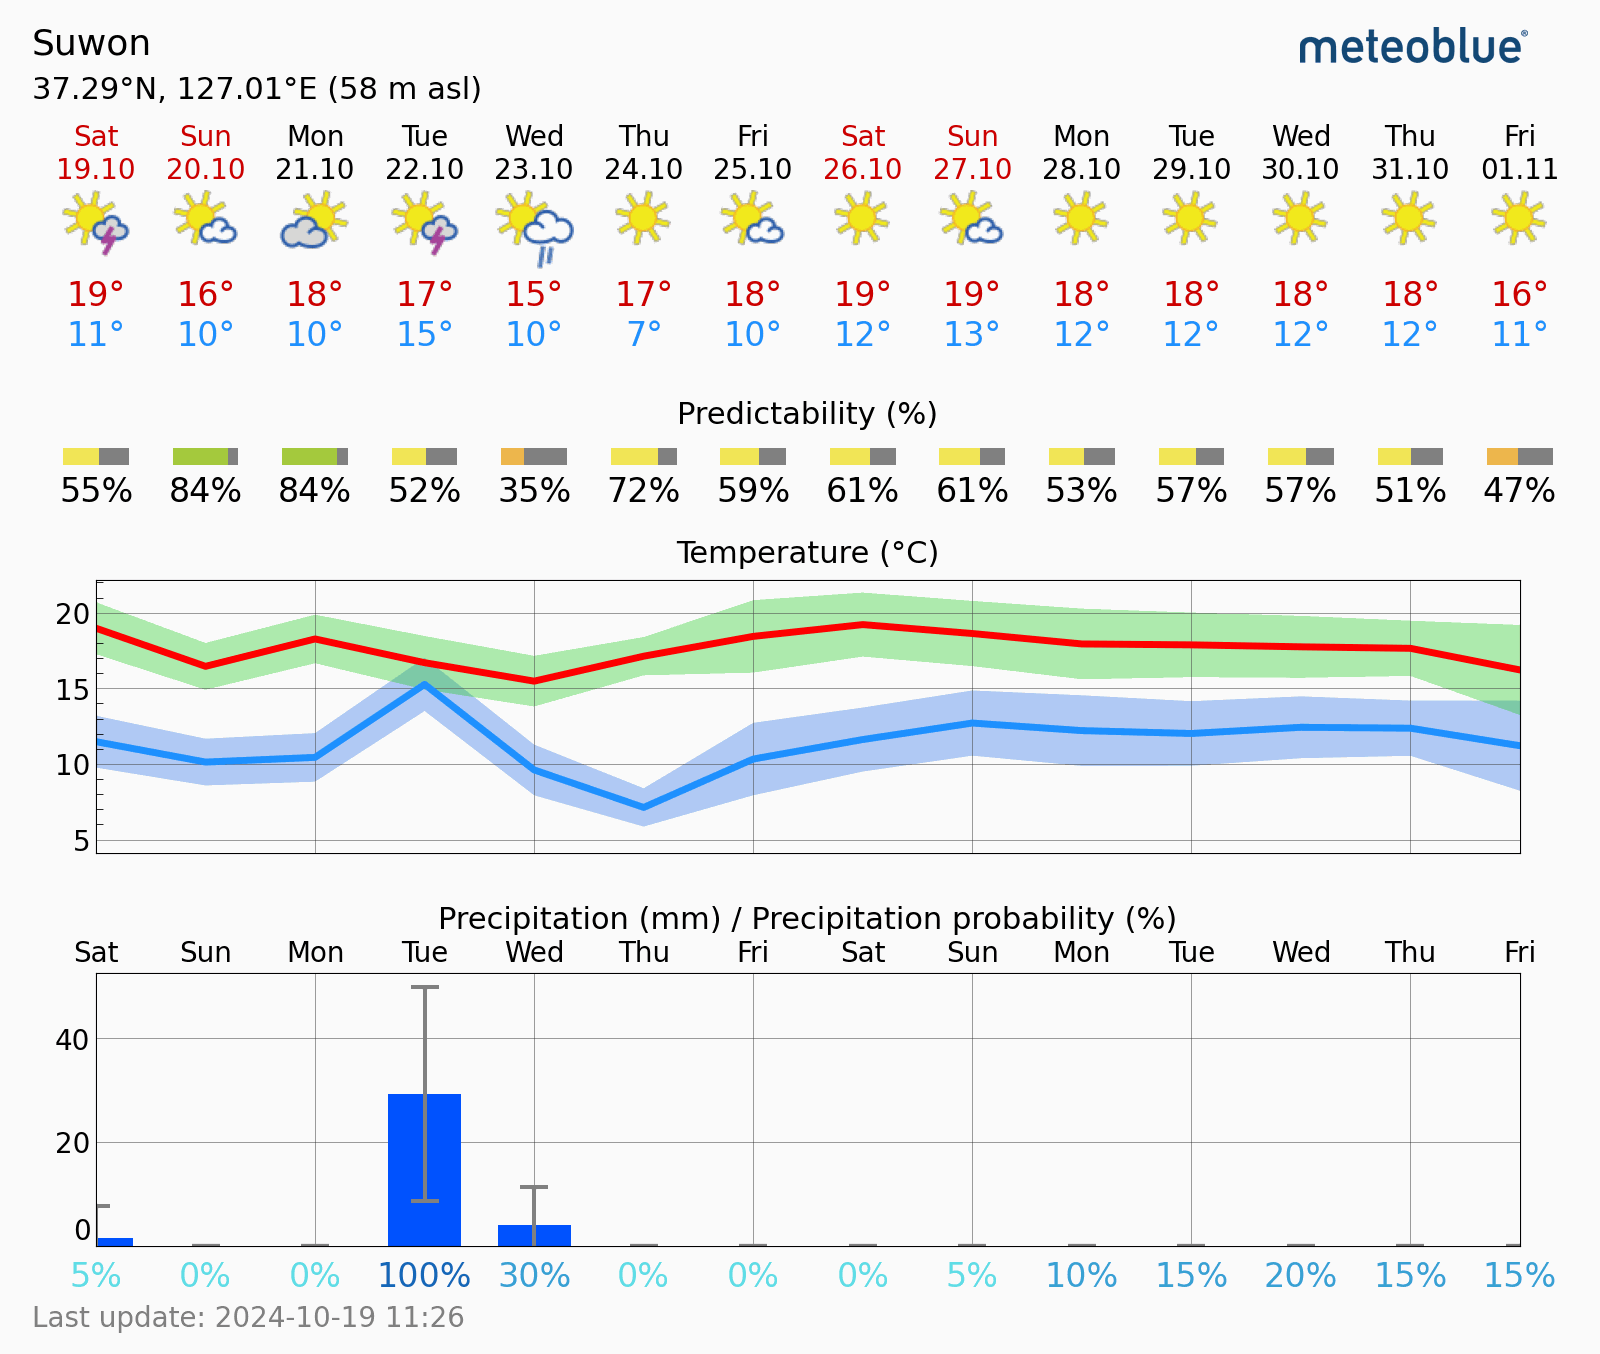 Suwon
meteoblue®
37.29°N, 127.01°E (58 m asl)
Sat Sun Mon Tue Wed Thu Fri Sat Sun Mon Tue Wed Thu Fri
19.10 20.10 21.10 22.10 23.10 24.10 25.10 26.10 27.10 28.10 29.10 30.10 31.10 01.11
19° 16° 18° 17° 15° 17° 18° 19° 19° 18° 18° 18° 18° 16°
11° 10° 10° 15° 10° 7° 10° 12° 13° 12° 12° 12° 12° 11°
Predictability (%)
55% 84% 84% 52% 35% 72% 59% 61% 61% 53% 57% 57% 51% 47%
Temperature (°C)
20
15
10
5
Precipitation (mm) / Precipitation probability (%)
Sat Sun Mon Tue Wed Thu Fri Sat Sun Mon Tue Wed Thu Fri
40
20
0
5% 0% 0% 100% 30% 0% 0% 0% 5% 10% 15% 20% 15% 15%
Last update: 2024-10-19 11:26